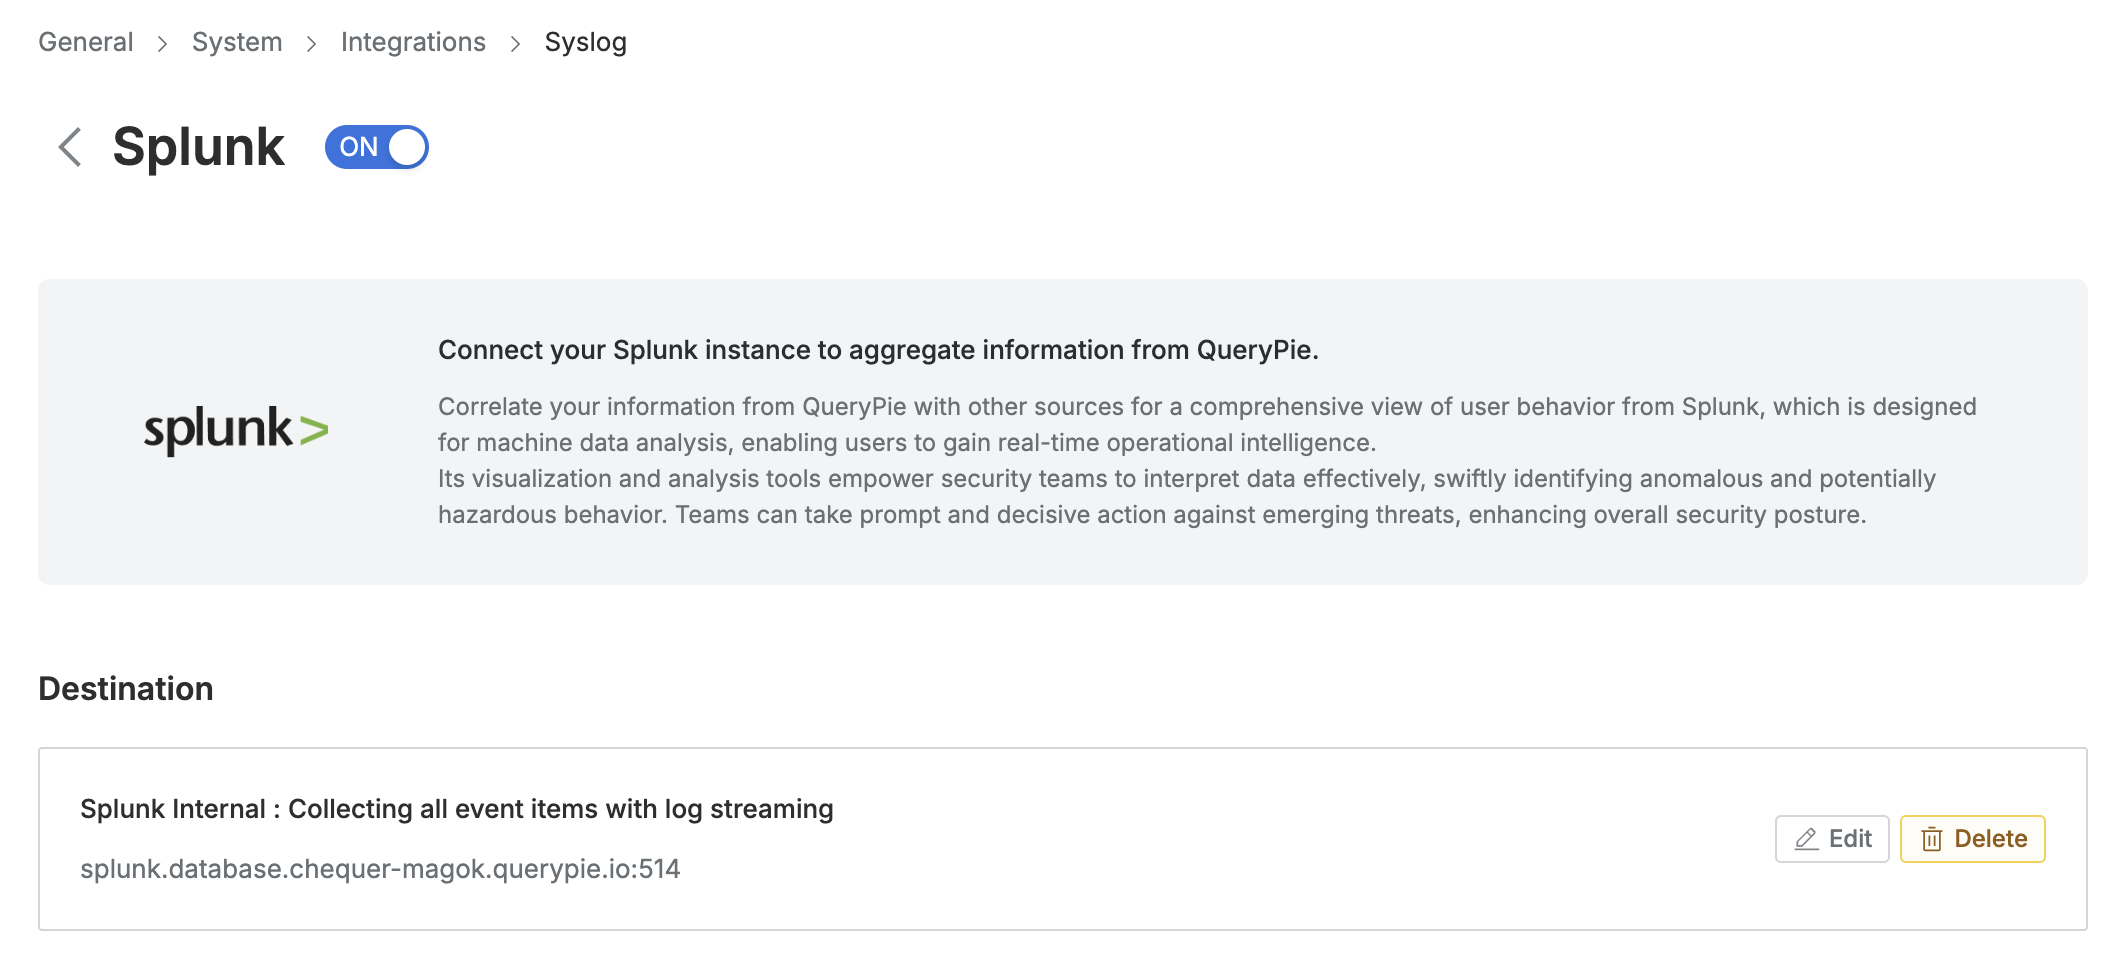 General > System > Integrations > Syslog
Splunk ON
Connect your Splunk instance to aggregate information from QueryPie.
splunk>
Correlate your information from QueryPie with other sources for a comprehensive view of user behavior from Splunk, which is designed
for machine data analysis, enabling users to gain real-time operational intelligence.
Its visualization and analysis tools empower security teams to interpret data effectively, swiftly identifying anomalous and potentially
hazardous behavior. Teams can take prompt and decisive action against emerging threats, enhancing overall security posture.
Destination
Splunk Internal : Collecting all event items with log streaming
splunk.database.chequer-magok.querypie.io:514
Edit Delete